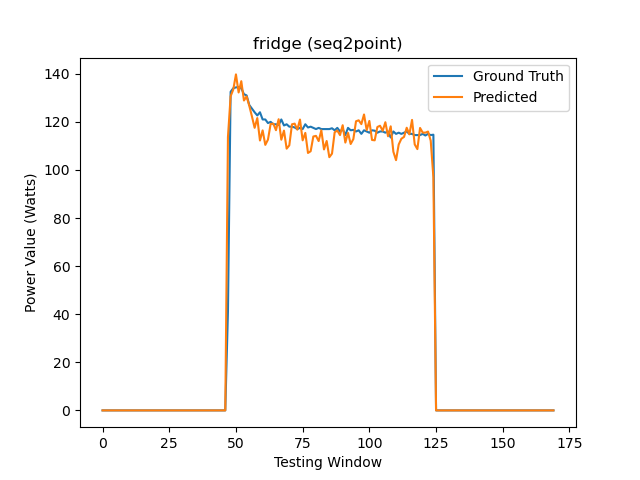 fridge (seq2point)
Ground Truth
Predicted
140
120
100
80
60
40
20
0
Power Value (Watts)
0 25 50 75 100 125 150 175
Testing Window